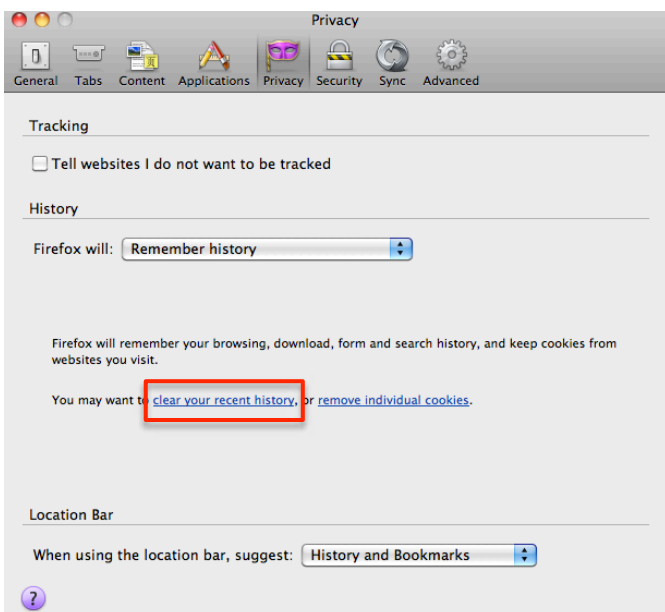 Privacy
General Tabs Content Applications Privacy Security Sync Advanced
Tracking
Tell websites I do not want to be tracked
History
Firefox will: Remember history
Firefox will remember your browsing, download, form and search history, and keep cookies from
websites you visit.
You may want to clear your recent history, or remove individual cookies.
Location Bar
When using the location bar, suggest: History and Bookmarks
?